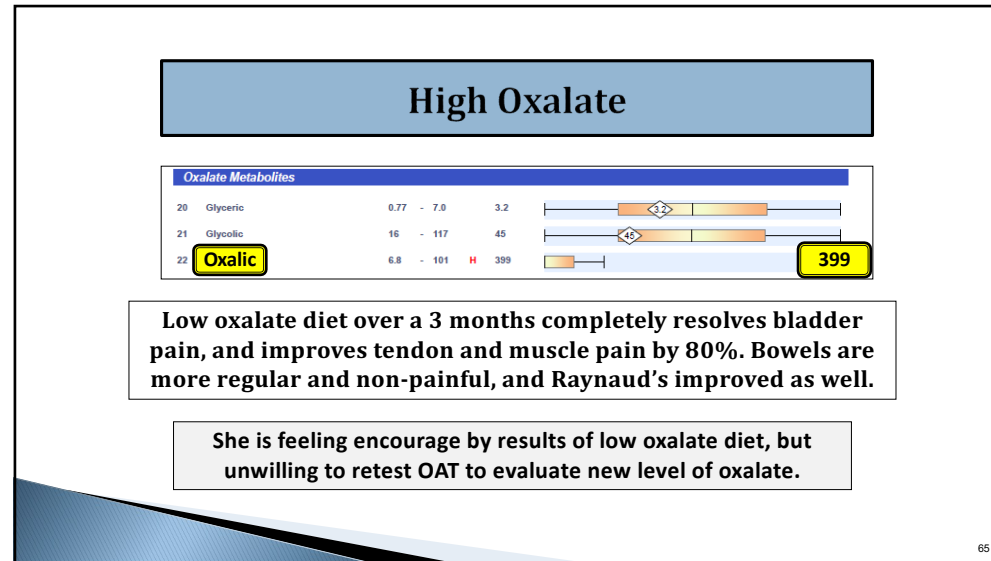 High Oxalate
Oxalate Metabolites
20 Glyceric 0.77 - 7.0 3.2 3.2
21 Glycolic 16 - 117 45 45
22 Oxalic 6.8 - 101 H 399 399
Low oxalate diet over a 3 months completely resolves bladder
pain, and improves tendon and muscle pain by 80%. Bowels are
more regular and non-painful, and Raynaud’s improved as well.
She is feeling encourage by results of low oxalate diet, but
unwilling to retest OAT to evaluate new level of oxalate.
65